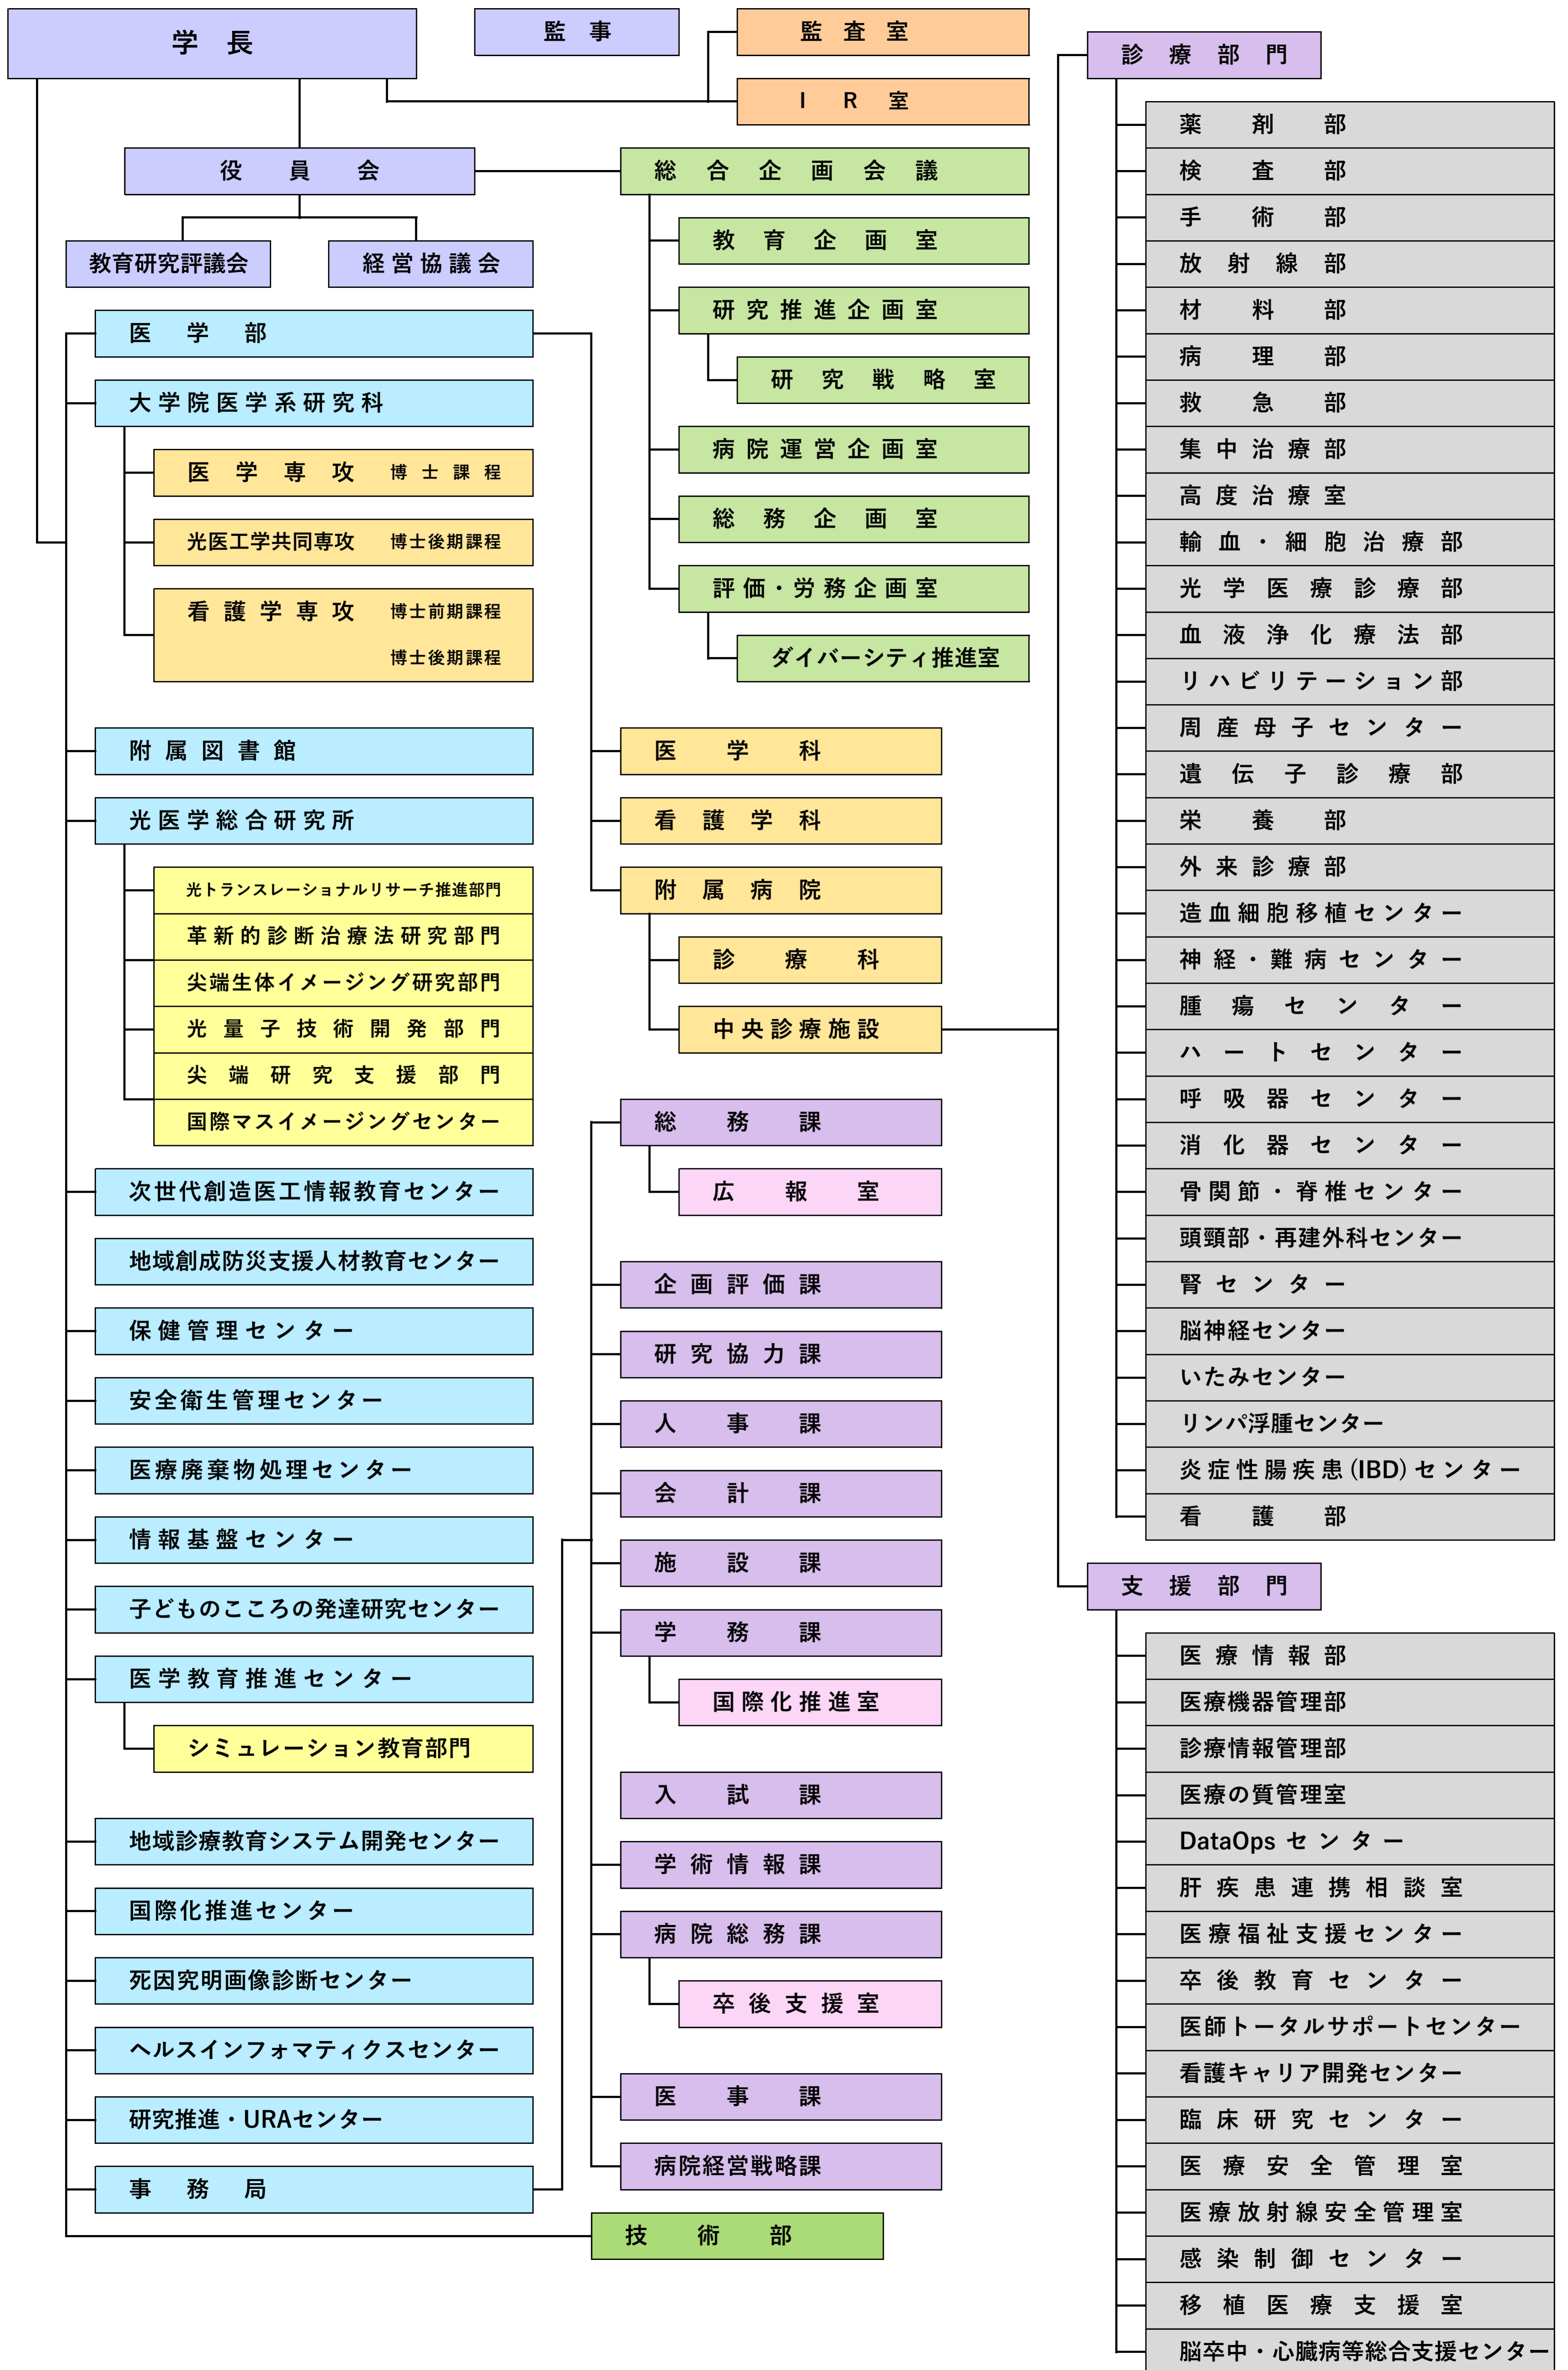 学長
監事
監査室
IR室
役員会
教育研究評議会
経営協議会
総合企画会議
教育企画室
研究推進企画室
研究戦略室
病院運営企画室
総務企画室
評価・労務企画室
ダイバーシティ推進室
医学部
大学院医学系研究科
医学専攻 博士課程
光医工学共同専攻 博士後期課程
看護学専攻 博士前期課程
博士後期課程
附属図書館
光医学総合研究所
光トランスレーショナルリサーチ推進部門
革新的診断治療法研究部門
尖端生体イメージング研究部門
光量子技術開発部門
尖端研究支援部門
国際マスイメージングセンター
次世代創造医工情報教育センター
地域創成防災支援人材教育センター
保健管理センター
安全衛生管理センター
医療廃棄物処理センター
情報基盤センター
子どものこころの発達研究センター
医学教育推進センター
シミュレーション教育部門
地域診療教育システム開発センター
国際化推進センター
死因究明画像診断センター
ヘルスインフォマティクスセンター
研究推進・URAセンター
事務局
医学科
看護学科
附属病院
診療科
中央診療施設
総務課
広報室
企画評価課
研究協力課
人事課
会計課
施設課
学務課
国際化推進室
入試課
学術情報課
病院総務課
卒後支援室
医事課
病院経営戦略課
技術部
診療部門
薬剤部
検査部
手術部
放射線部
材料部
病理部
救急部
集中治療部
高度治療室
輸血・細胞治療部
光学医療診療部
血液浄化療法部
リハビリテーション部
周産母子センター
遺伝子診療部
栄養部
外来診療部
造血細胞移植センター
神経・難病センター
腫瘍センター
ハートセンター
呼吸器センター
消化器センター
骨関節・脊椎センター
頭頸部・再建外科センター
腎センター
脳神経センター
いたみセンター
リンパ浮腫センター
炎症性腸疾患(IBD)センター
看護部
支援部門
医療情報部
医療機器管理部
診療情報管理部
医療の質管理室
DataOps センター
肝疾患連携相談室
医療福祉支援センター
卒後教育センター
医師トータルサポートセンター
看護キャリア開発センター
臨床研究センター
医療安全管理室
医療放射線安全管理室
感染制御センター
移植医療支援室
脳卒中・心臓病等総合支援センター